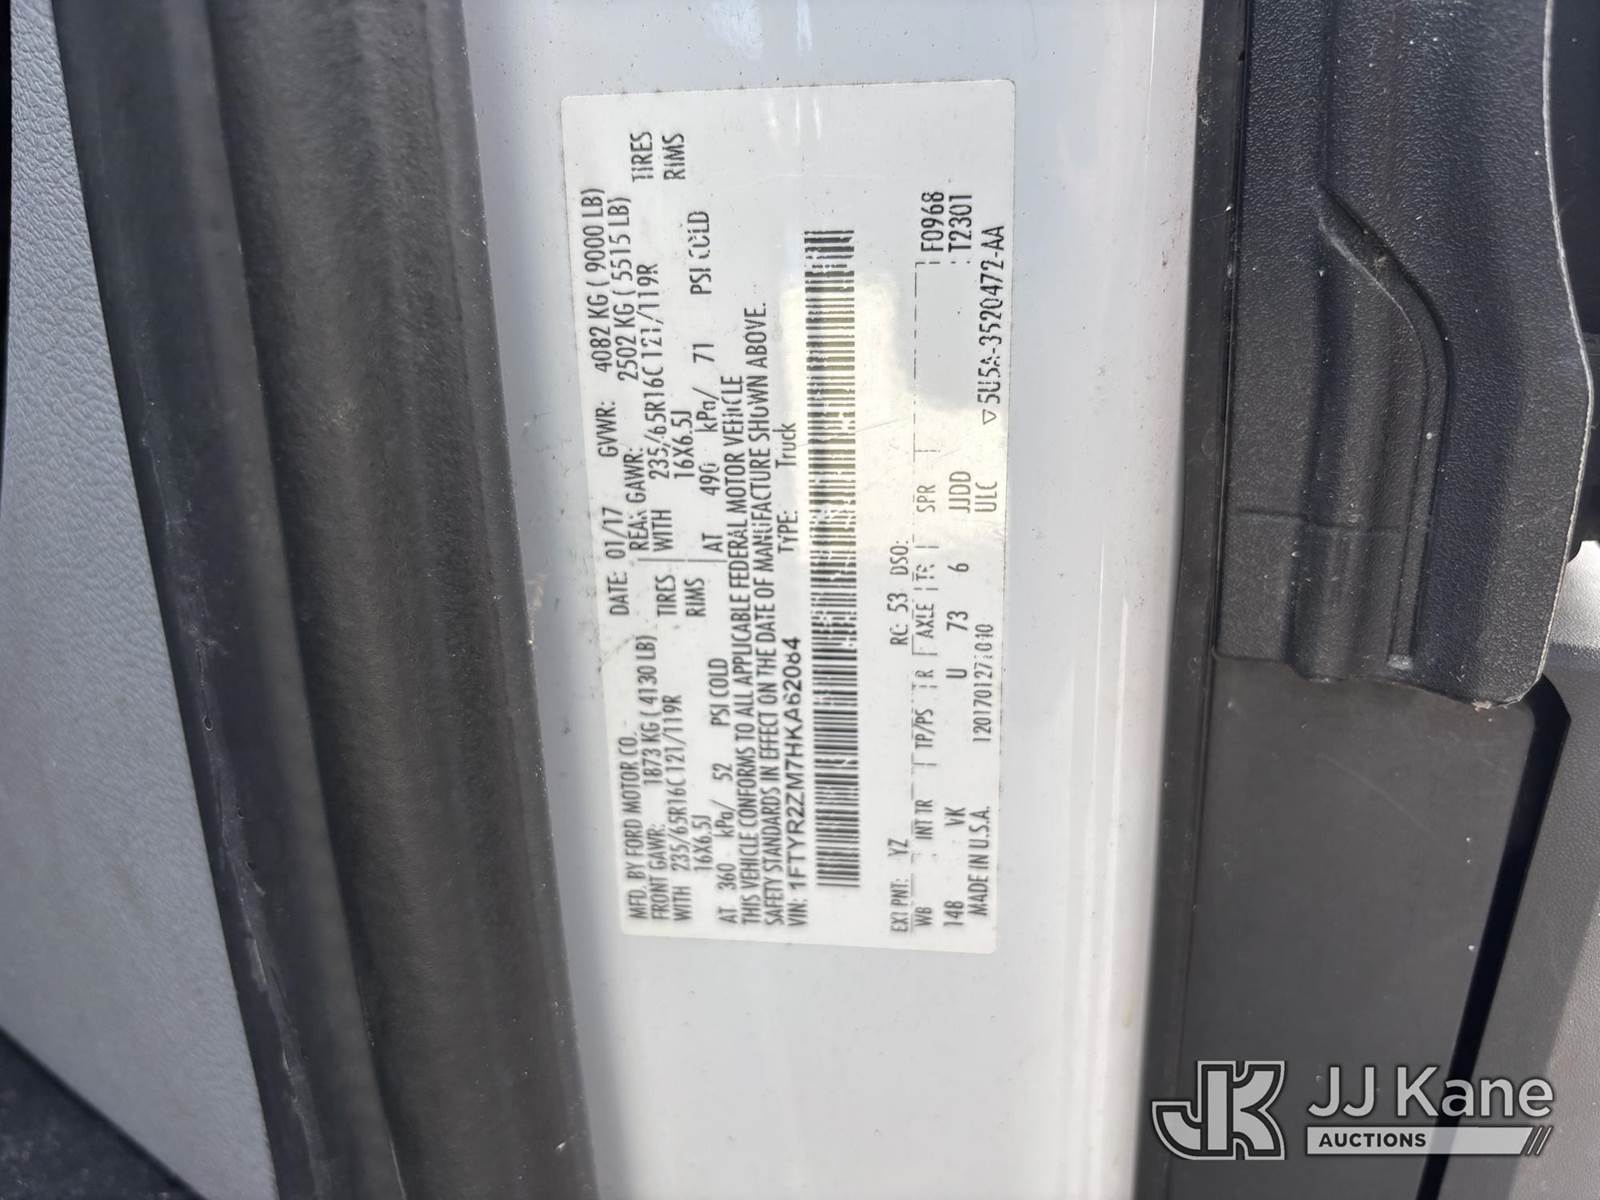 MFD. BY FORD MOTOR CO. DATE: 01/17 GVWR: 4082 KG ( 9000 LB)
FRONT GAWR: 1873 KG ( 4130 LB) REAR GAWR: 2502 KG ( 5515 LB)
WITH 235/65R16C 121/119R TIRES WITH 235/65R16C 121/119R TIRES
16X6.5J RIMS 16X6.5J RIMS
AT 360 kPa/ 52 PSI COLD AT 490 kPa/ 71 PSI COLD
THIS VEHICLE CONFORMS TO ALL APPLICABLE FEDERAL MOTOR VEHICLE
SAFETY STANDARDS IN EFFECT ON THE DATE OF MANUFACTURE SHOWN ABOVE.
VIN: 1FTYR2ZM7HKA62084 TYPE: Truck
EXT PNT: YZ RC: 53 DSO: F0968
WB INT TR TP/PS R AXLE TR SPR T2301
148 VK U 73 6 JJDD
MADE IN U.S.A. ULC
▽5U5A-3520472-AA
JK JJ Kane
AUCTIONS